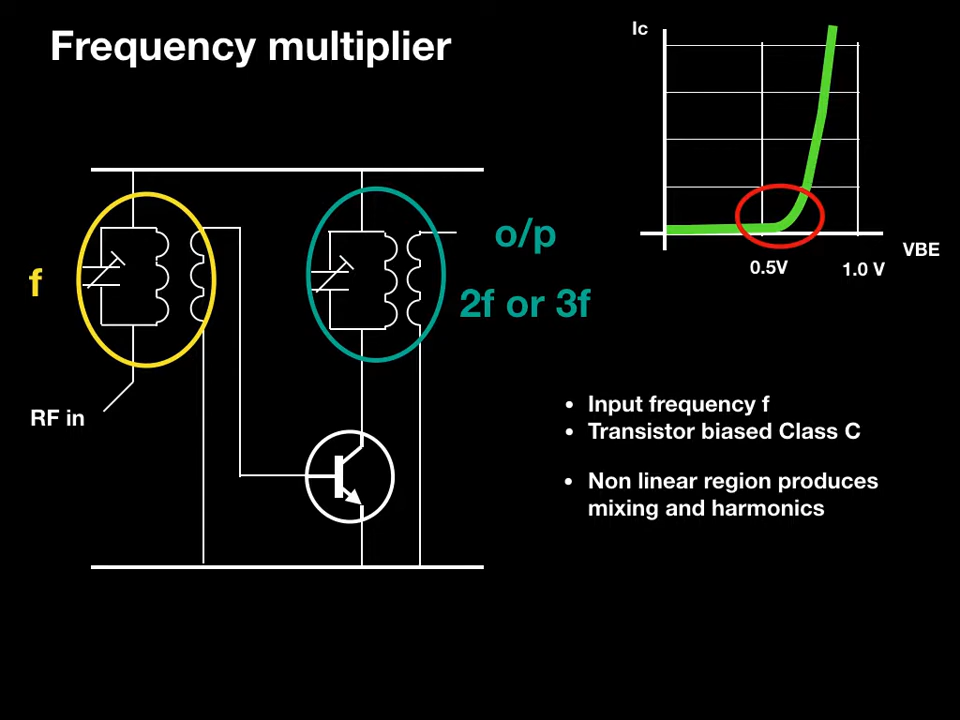 Frequency multiplier
Ic
VBE
0.5V
1.0 V
o/p
2f or 3f
f
RF in
• Input frequency f
• Transistor biased Class C
• Non linear region produces
mixing and harmonics